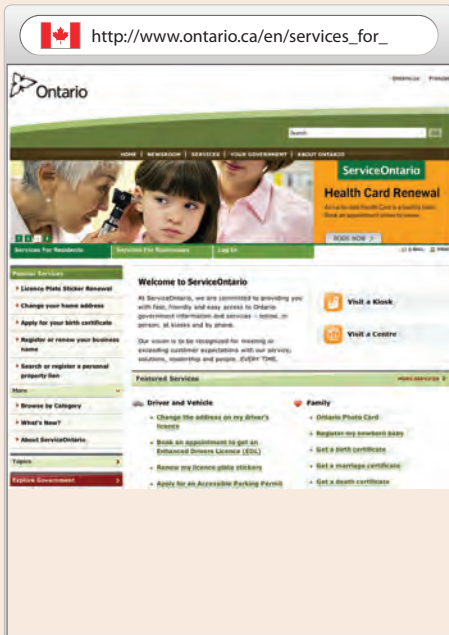 http://www.ontario.ca/en/services_for_
Ontario
Search
HOME | NEWSROOM | SERVICES | YOUR GOVERNMENT | ABOUT ONTARIO
ServiceOntario
Health Card Renewal
BOOK NOW >
Services For Residents
Services For Businesses
Log In
Popular Services
Licence Plate Sticker Renewal
Change your home address
Apply for your birth certificate
Register or renew your business
name
Search or register a personal
property lien
More
Browse by Category
What's New?
About ServiceOntario
Topics
Explore Government
Welcome to ServiceOntario
At ServiceOntario, we are committed to providing you
with fast, friendly and easy access to Ontario
government information and services – online, in
person, at kiosks and by phone.
Our vision is to be recognized for meeting or
exceeding customer expectations with our service,
solutions, leadership and people. EVERY TIME.
Visit a Kiosk
Visit a Centre
Featured Services
MORE SERVICES
Driver and Vehicle
Change the address on my driver's
licence
Book an appointment to get an
Enhanced Drivers Licence (EDL)
Renew my licence plate stickers
Apply for an Accessible Parking Permit
Family
Ontario Photo Card
Register my newborn baby
Get a birth certificate
Get a marriage certificate
Get a death certificate